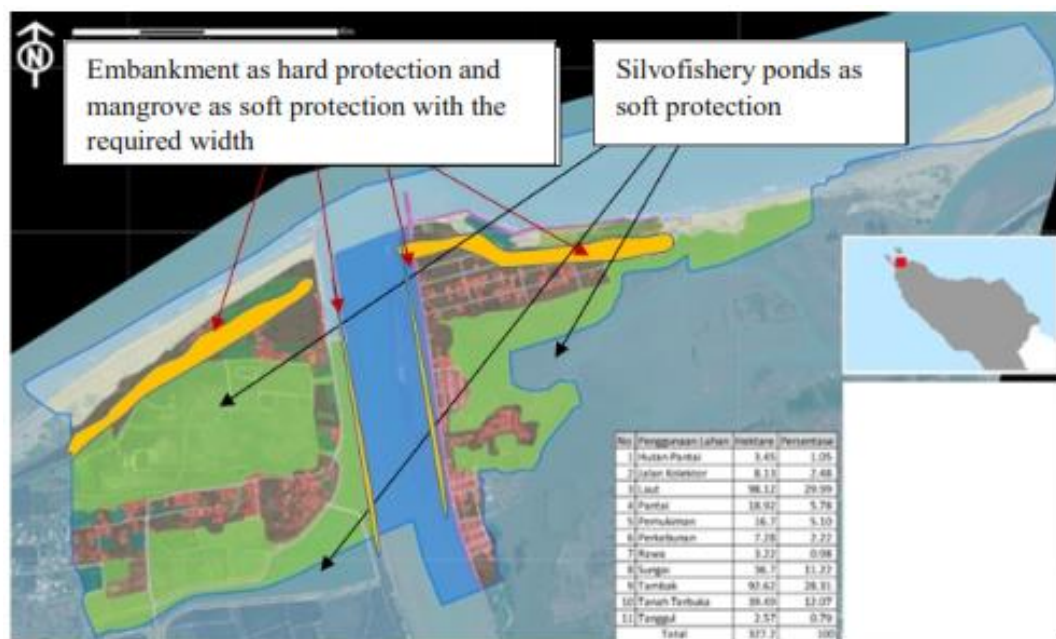 Embankment as hard protection and
mangrove as soft protection with the
required width
Silvofishery ponds as
soft protection
N
No Penggunaan Lahan Hektare Persentase
1 Hutan Pantai 3.45 1.05
2 Jalan Kolektor 8.13 2.48
3 Laut 98.12 29.99
4 Pantai 18.92 5.78
5 Pemukiman 16.7 5.10
6 Perkebunan 7.28 2.22
7 Rawa 3.22 0.98
8 Sungai 36.7 11.22
9 Tambak 92.62 28.31
10 Tanah Terbuka 39.49 12.07
11 Tanggul 2.57 0.79
Total 327.2 100